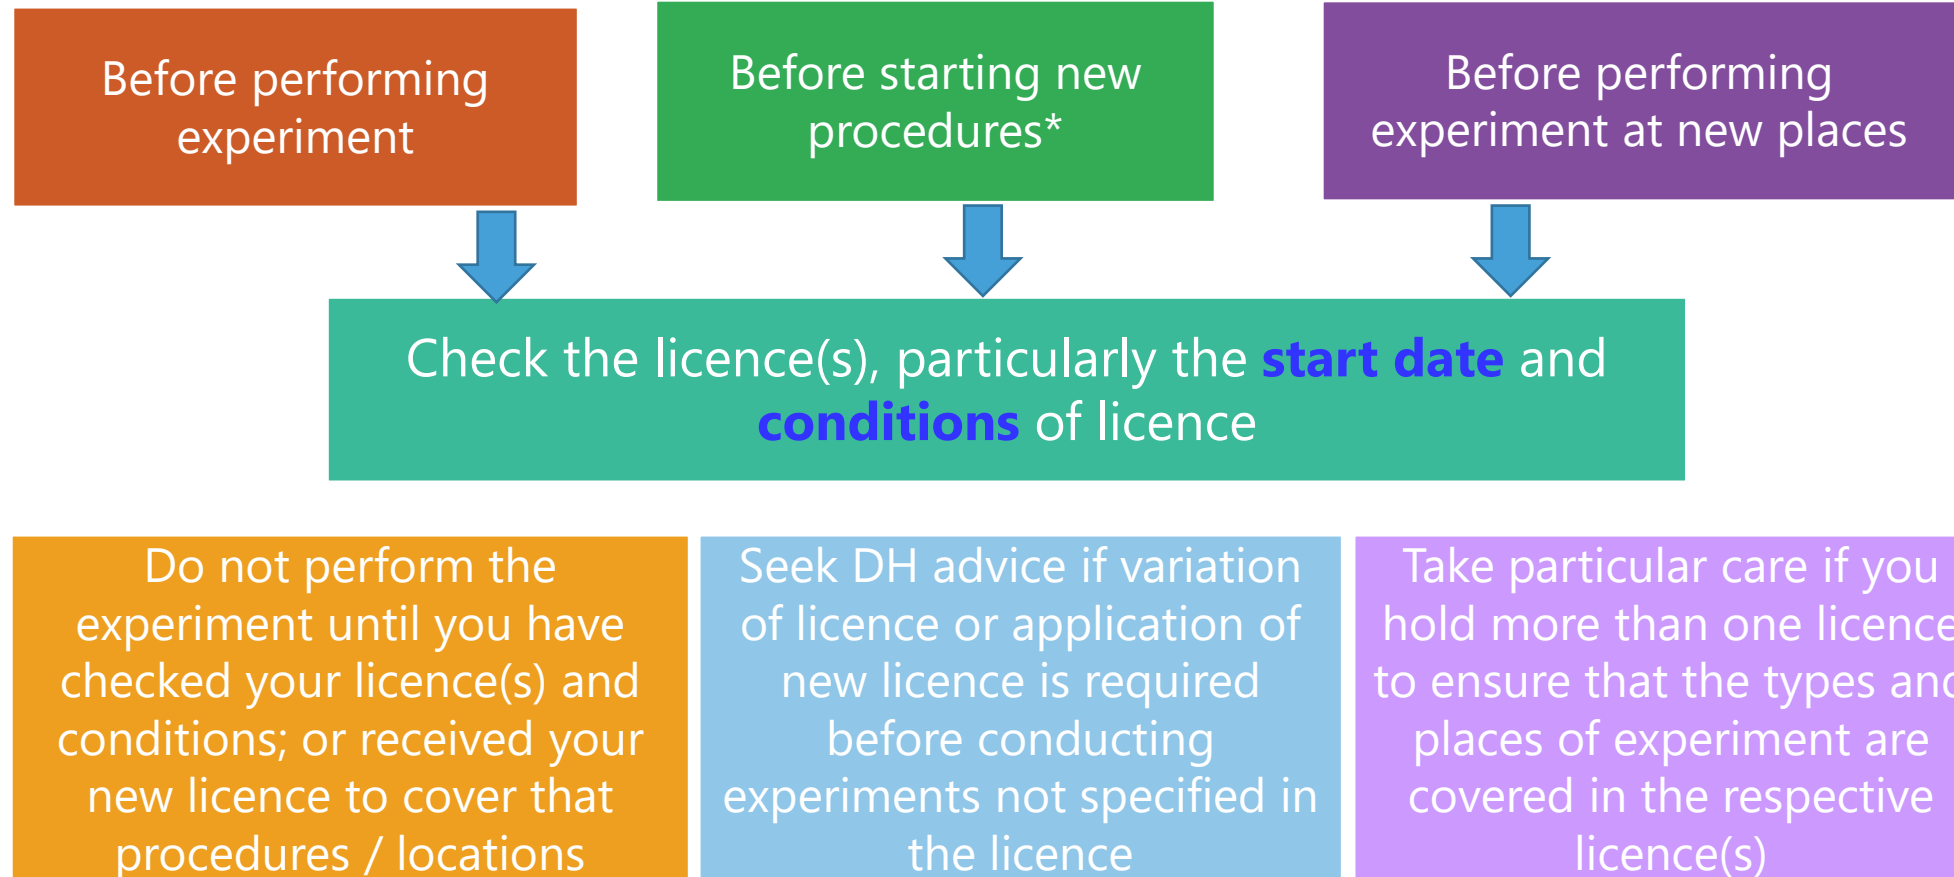 Before performing
experiment
Before starting new
procedures*
Before performing
experiment at new places
Check the licence(s), particularly the start date and
conditions of licence
Do not perform the
experiment until you have
checked your licence(s) and
conditions; or received your
new licence to cover that
procedures / locations
Seek DH advice if variation
of licence or application of
new licence is required
before conducting
experiments not specified in
the licence
Take particular care if you
hold more than one licence
to ensure that the types and
places of experiment are
covered in the respective
licence(s)